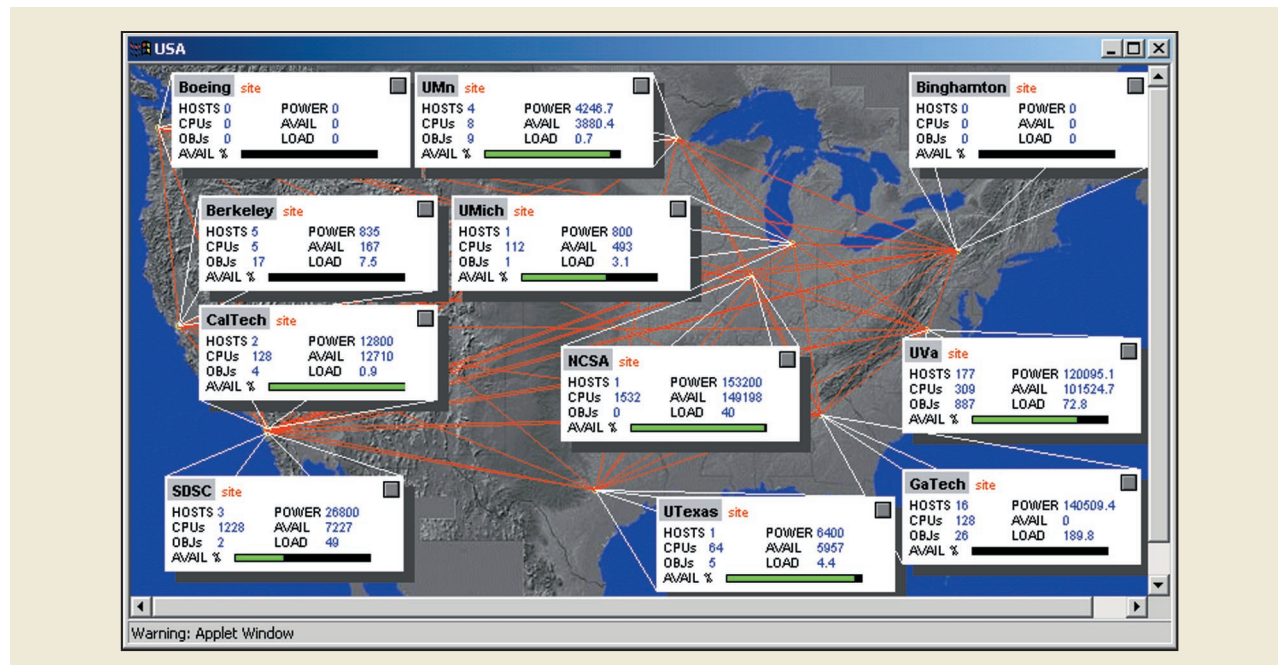 USA
Boeing site
HOSTS 0 POWER 0
CPUs 0 AVAIL 0
OBJs 0 LOAD 0
AVAIL %
UMn site
HOSTS 4 POWER 4246.7
CPUs 8 AVAIL 3880.4
OBJs 9 LOAD 0.7
AVAIL %
Binghamton site
HOSTS 0 POWER 0
CPUs 0 AVAIL 0
OBJs 0 LOAD 0
AVAIL %
Berkeley site
HOSTS 5 POWER 835
CPUs 5 AVAIL 167
OBJs 17 LOAD 7.5
AVAIL %
UMich site
HOSTS 1 POWER 800
CPUs 112 AVAIL 493
OBJs 1 LOAD 3.1
AVAIL %
CalTech site
HOSTS 2 POWER 12800
CPUs 128 AVAIL 12710
OBJs 4 LOAD 0.9
AVAIL %
NCSA site
HOSTS 1 POWER 153200
CPUs 1532 AVAIL 149198
OBJs 0 LOAD 40
AVAIL %
UVa site
HOSTS 177 POWER 120095.1
CPUs 309 AVAIL 101524.7
OBJs 887 LOAD 72.8
AVAIL %
SDSC site
HOSTS 3 POWER 26800
CPUs 1228 AVAIL 7227
OBJs 2 LOAD 49
AVAIL %
UTexas site
HOSTS 1 POWER 6400
CPUs 64 AVAIL 5957
OBJs 5 LOAD 4.4
AVAIL %
GaTech site
HOSTS 16 POWER 140509.4
CPUs 128 AVAIL 0
OBJs 26 LOAD 189.8
AVAIL %
Warning: Applet Window